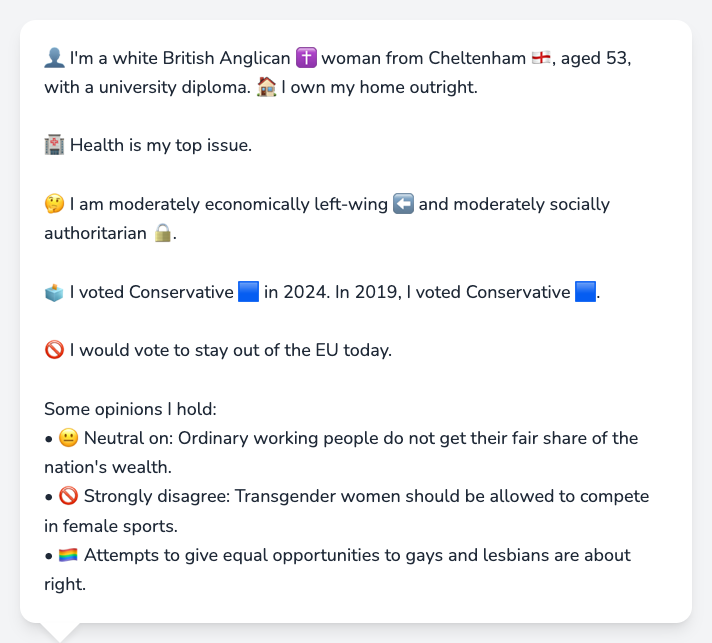 👤 I'm a white British Anglican ✝️ woman from Cheltenham 🏴󠁧󠁢󠁥󠁮󠁧󠁿, aged 53,
with a university diploma. 🏠 I own my home outright.
🏥 Health is my top issue.
🤔 I am moderately economically left-wing ⬅️ and moderately socially
authoritarian 🔒.
🗳️ I voted Conservative 🟦 in 2024. In 2019, I voted Conservative 🟦.
🚫 I would vote to stay out of the EU today.
Some opinions I hold:
• 😐 Neutral on: Ordinary working people do not get their fair share of the
nation's wealth.
• 🚫 Strongly disagree: Transgender women should be allowed to compete
in female sports.
• 🏳️‍🌈 Attempts to give equal opportunities to gays and lesbians are about
right.